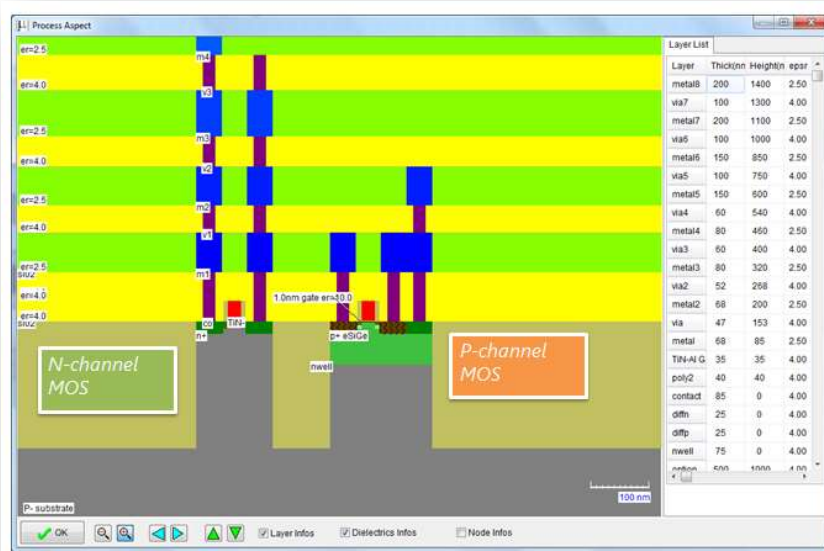 Process Aspect
er=2.5
m4
er=4.0
v3
er=2.5
m3
er=4.0
v2
er=2.5
m2
er=4.0
v1
er=2.5
m1
er=4.0
1.0nm gate er=10.0
er=4.0
co
TiN-
n+
p+ eSiGe
nwell
N-channel
MOS
P-channel
MOS
100 nm
P- substrate
OK
Layer Infos
Dielectrics Infos
Node Infos
Layer List
Layer Thick(nn Height(n epsr
metal8 200 1400 2.50
via7 100 1300 4.00
metal7 200 1100 2.50
via6 100 1000 4.00
metal6 150 850 2.50
via5 100 750 4.00
metal5 150 600 2.50
via4 60 540 4.00
metal4 80 460 2.50
via3 60 400 4.00
metal3 80 320 2.50
via2 52 268 4.00
metal2 68 200 2.50
via 47 153 4.00
metal 68 85 2.50
TiN-Al G 35 35 4.00
poly2 40 40 4.00
contact 85 0 4.00
diffn 25 0 4.00
diffp 25 0 4.00
nwell 75 0 4.00
option 500 1000 4.00